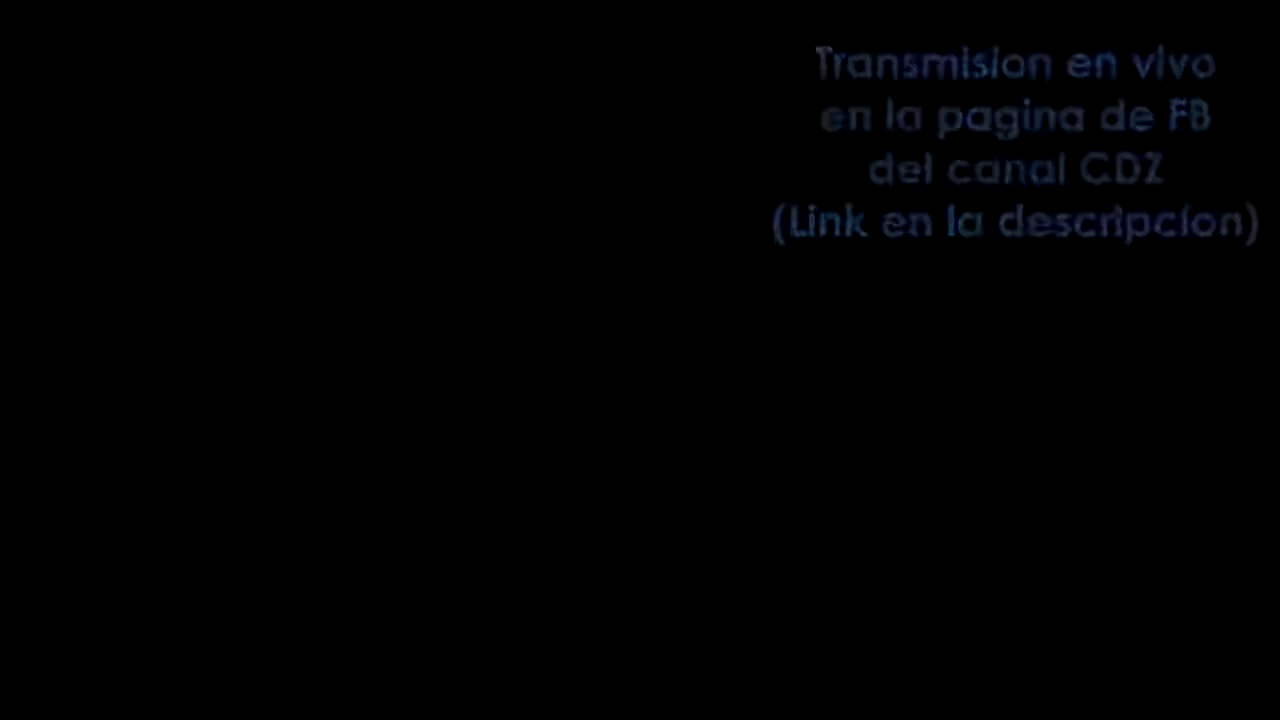 Transmision en vivo
en la pagina de FB
del canal CDZ
(Link en la descripcion)